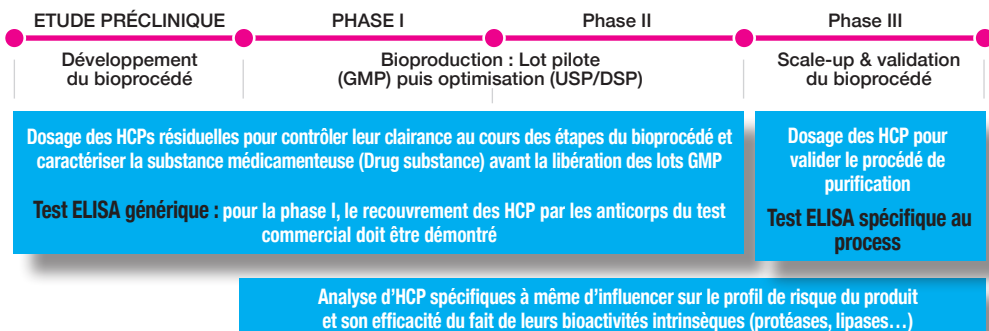 ETUDE PRÉCLINIQUE
PHASE I
Phase II
Phase III
Développement
du bioprocédé
Bioproduction : Lot pilote
(GMP) puis optimisation (USP/DSP)
Scale-up & validation
du bioprocédé
Dosage des HCPs résiduelles pour contrôler leur clairance au cours des étapes du bioprocédé et
caractériser la substance médicamenteuse (Drug substance) avant la libération des lots GMP
Test ELISA générique : pour la phase I, le recouvrement des HCP par les anticorps du test
commercial doit être démontré
Dosage des HCP pour
valider le procédé de
purification
Test ELISA spécifique au
process
Analyse d'HCP spécifiques à même d'influencer sur le profil de risque du produit
et son efficacité du fait de leurs bioactivités intrinsèques (protéases, lipases…)